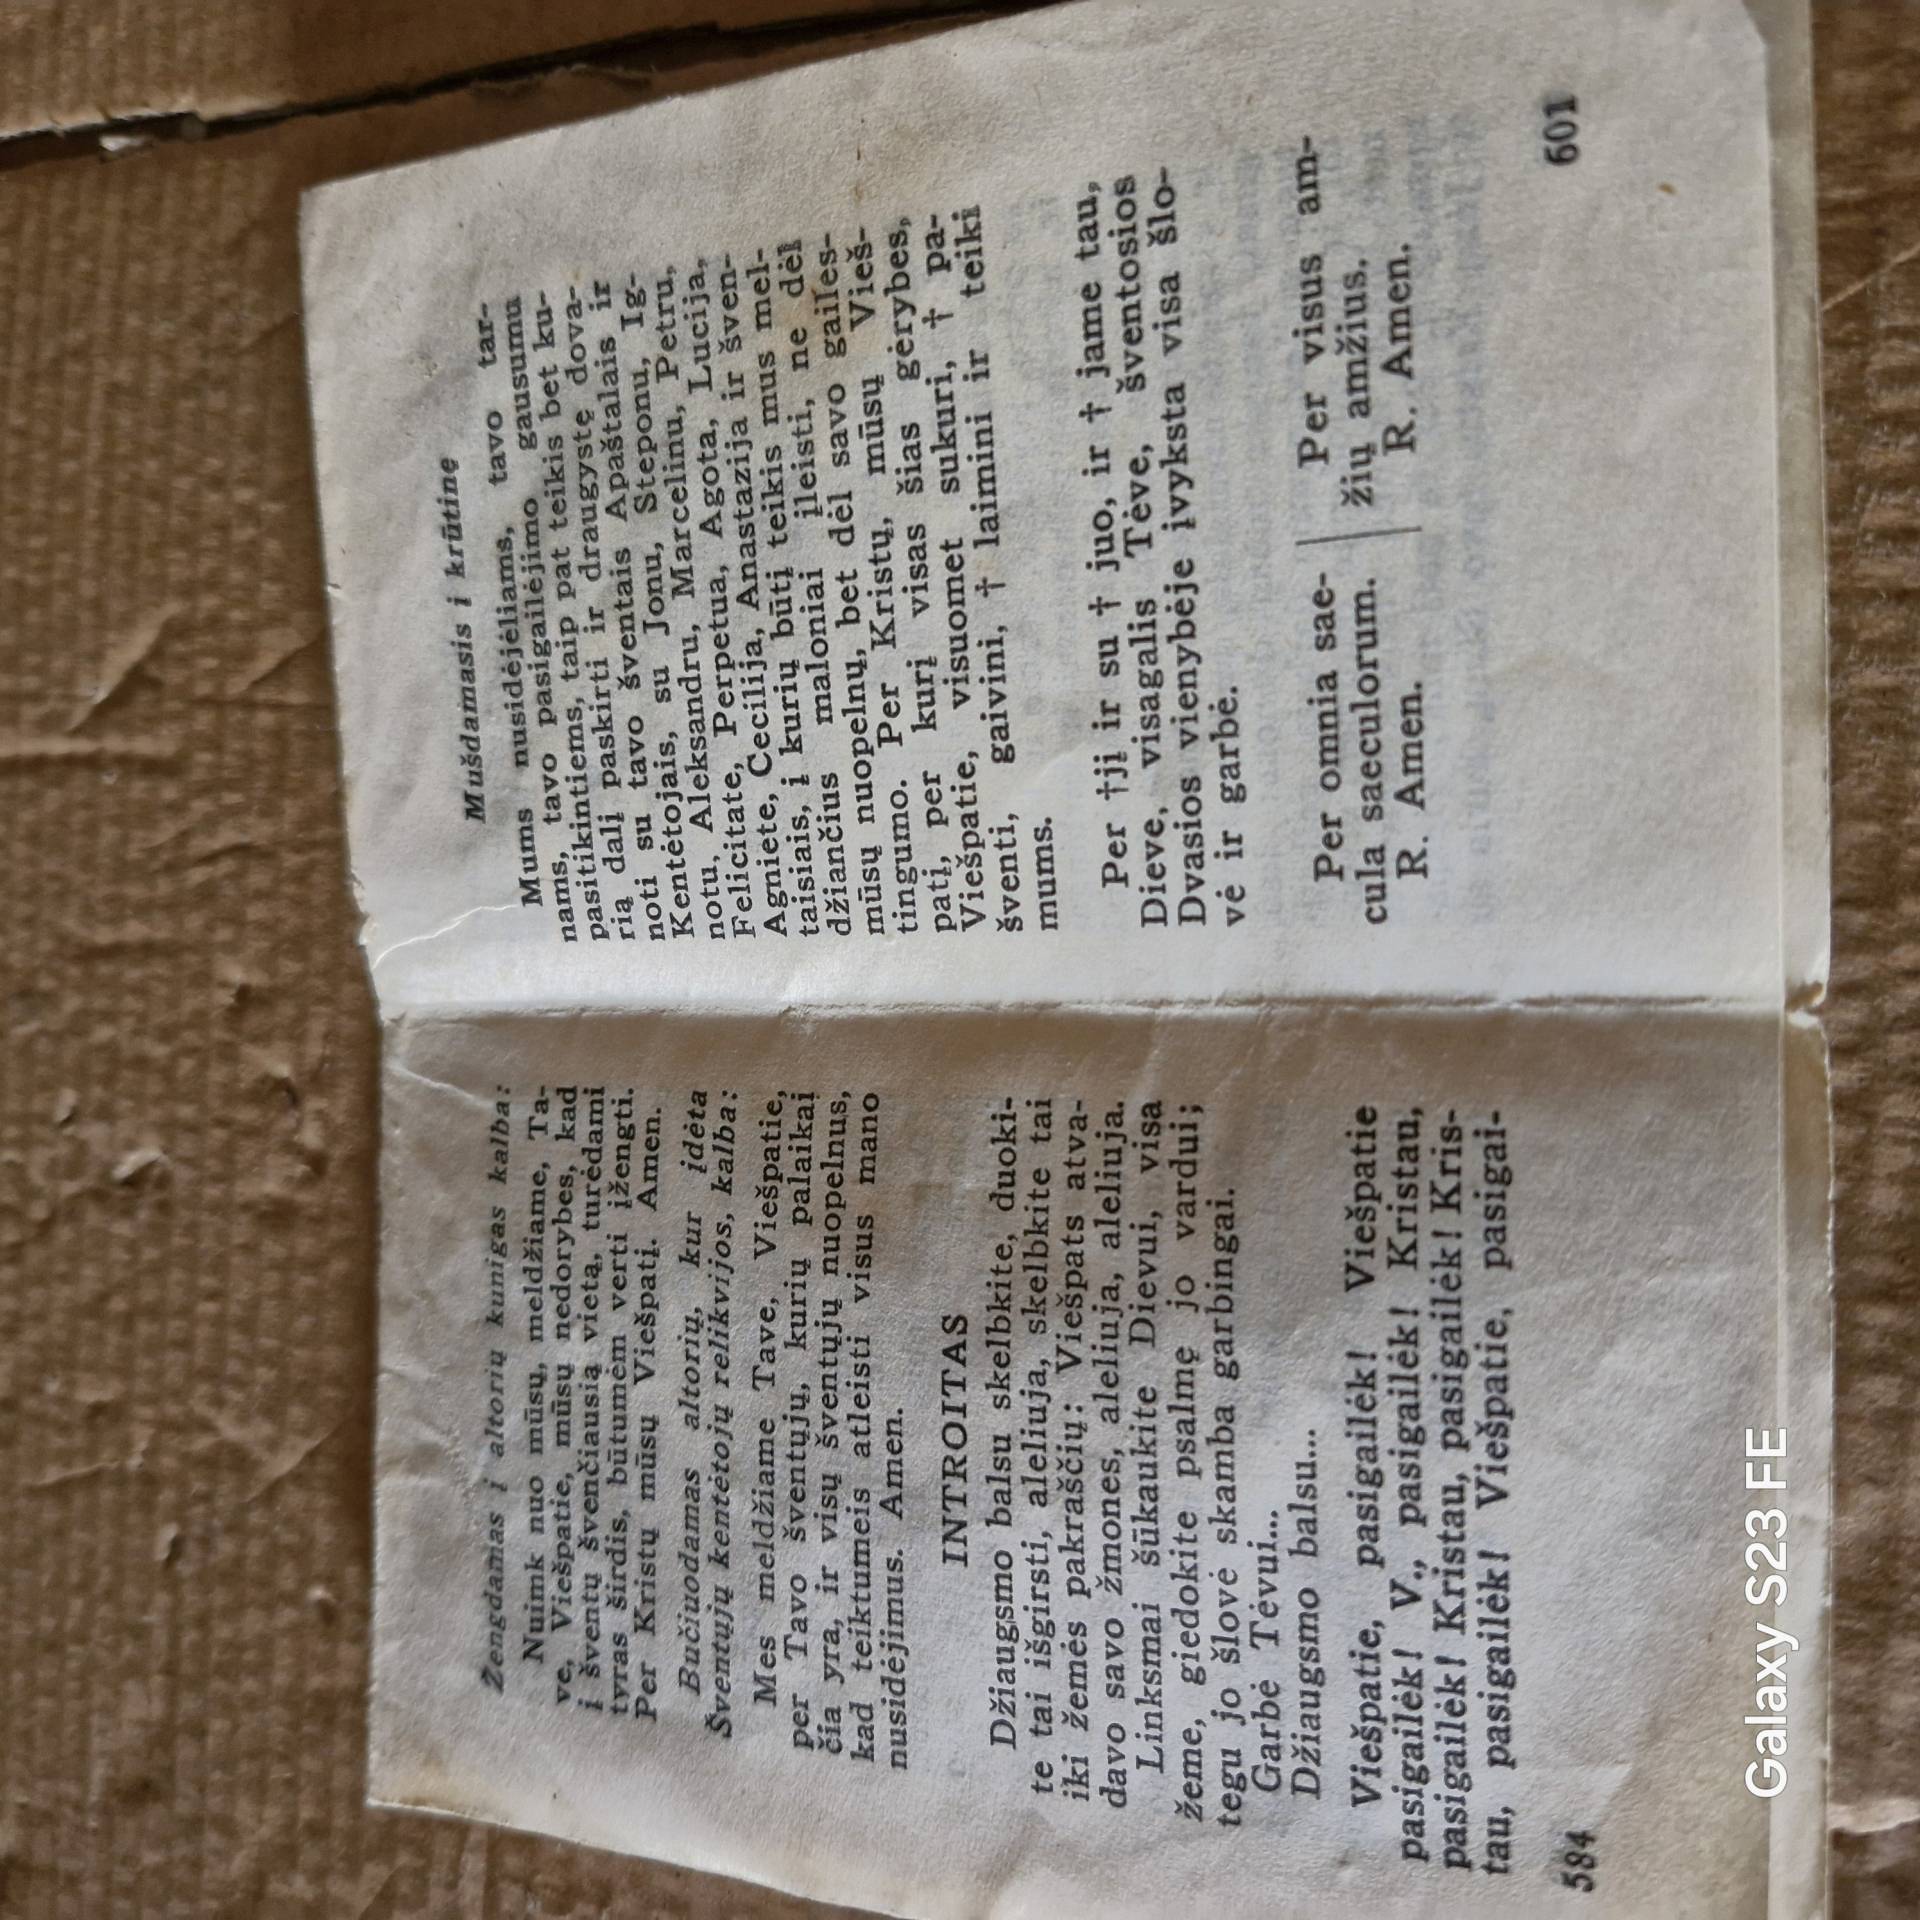 Žengdamas į altorių kunigas kalba:
Nuimk nuo mūsų, meldžiame, Ta-
ve, Viešpatie, mūsų nedorybes, kad
į šventų švenčiausią vietą, turėdami
tyras širdis, būtumėm verti įžengti.
Per Kristų mūsų Viešpatį. Amen.
Bučiuodamas altorių, kur idėta
Šventųjų kentėtojų relikvijos, kalba:
Mes meldžiame Tave, Viešpatie,
per Tavo šventųjų, kurių palaikai
čia yra, ir visų šventųjų nuopelnus,
kad teiktumeis atleisti visus mano
nusidėjimus. Amen.
INTROITAS
Džiaugsmo balsu skelbkite, duoki-
te tai išgirsti, aleliuja, skelbkite tai
iki žemės pakraščių: Viešpats atva-
davo savo žmones, aleliuja, aleliuja.
Linksmai šūkaukite Dievui, visa
žeme, giedokite psalmę jo vardui;
tegu jo šlovė skamba garbingai.
Garbė Tėvui...
Džiaugsmo balsu...
Viešpatie, pasigailėk! Viešpatie
pasigailėk! V., pasigailėk! Kristau,
pasigailėk! Kristau, pasigailėk! Kris-
tau, pasigailėk! Viešpatie, pasigai-
584
Mušdamasis į krūtinę
Mums nusidėjėliams, tavo tar-
nams, tavo pasigailėjimo gausumu
pasitikintiems, taip pat teikis bet ku-
rią dalį paskirti ir draugystę dova-
noti su tavo šventais Apaštalais ir
Kentėtojais, su Jonu, Steponu, Ig-
notu, Aleksandru, Marcelinu, Petru,
Felicitate, Perpetua, Agota, Lucija,
Agniete, Cecilija, Anastazija ir šven-
taisiais, į kurių būtį teikis mus mel-
džiančius maloniai įleisti, ne dėl
mūsų nuopelnų, bet dėl savo gailes-
tingumo. Per Kristų, mūsų Vieš-
patį, per kurį visas šias gėrybes,
Viešpatie, visuomet sukuri, † pa-
šventi, gaivini, † laimini ir teiki
mums.
Per †jį ir su † juo, ir † jame tau,
Dieve, visagalis Tėve, šventosios
Dvasios vienybėje įvyksta visa šlo-
vė ir garbė.
Per omnia sae-
cula saeculorum.
R. Amen.
Per visus am-
žių amžius.
R. Amen.
601
Galaxy S23 FE